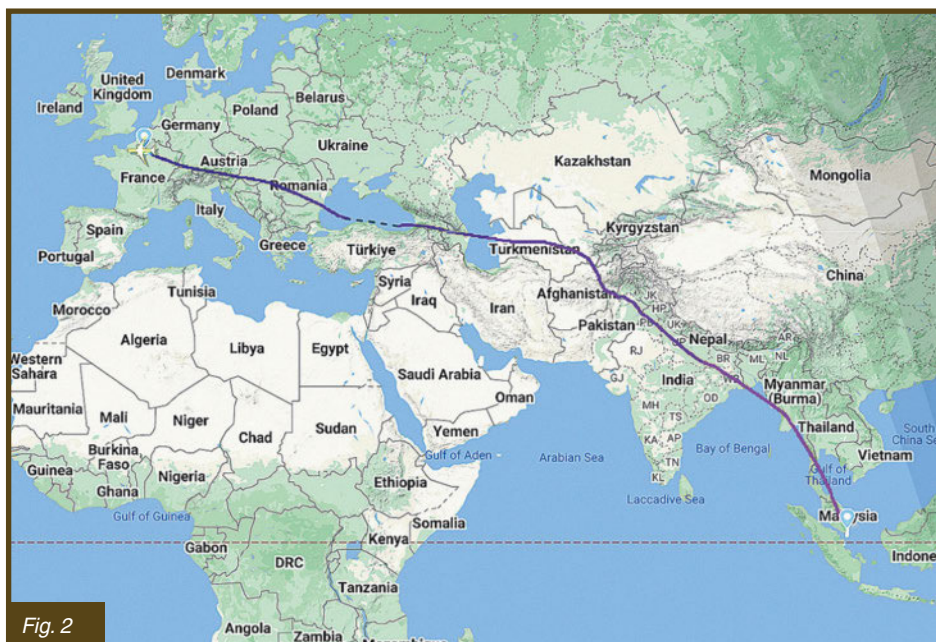 Denmark
United
Kingdom
Ireland
Belarus
Poland
Germany
Ukraine
Austria
Kazakhstan
Mongolia
France
Romania
Italy
Kyrgyzstan
Spain
Portugal
Greece
Türkiye
Turkmenistan
China
Tunisia
Syria
Morocco
Iraq
Iran
Afghanistan
JK
HP
PB
UK
Pakistan
Nepal
AR
UP
Algeria
Libya
Egypt
RJ
BR
ML
NL
Western
Sahara
Saudi Arabia
GJ
India
WB
Myanmar
(Burma)
Mauritania
Mali
Niger
Oman
MH
OD
TS
Chad
Sudan
Yemen
Thailand
South
China Sea
Burkina
Faso
KA
AP
Bay of Bengal
Vietnam
Guinea
Nigeria
Gulf of Aden
Arabian Sea
TN
Gulf of
Thailand
Ghana
Ethiopia
KL
Laccadive Sea
Gulf of Guinea
Somalia
Malaysia
Gabon
Kenya
Indone
DRC
Tanzania
Angola
Zambia
Fig. 2